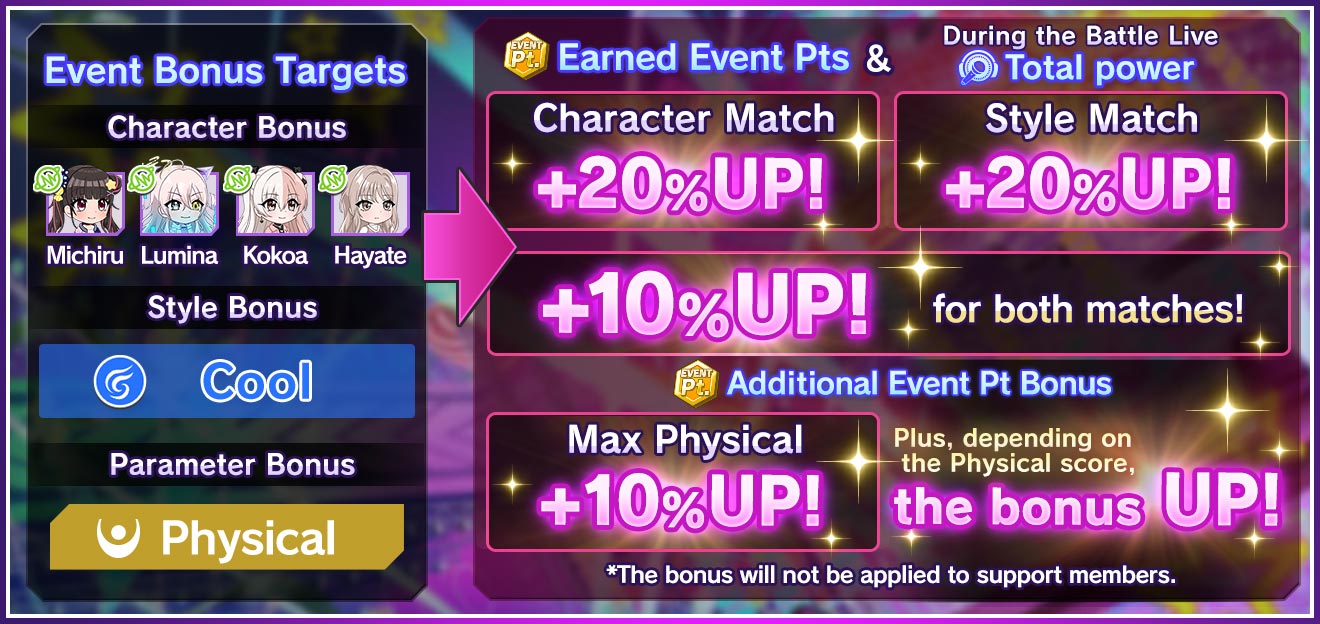 Event Bonus Targets
Character Bonus
Michiru Lumina Kokoa Hayate
Style Bonus
Cool
Parameter Bonus
Physical
EVENT Pt. Earned Event Pts &
During the Battle Live
Total power
Character Match
+20%UP!
Style Match
+20%UP!
+10%UP! for both matches!
EVENT Pt. Additional Event Pt Bonus
Max Physical
+10%UP!
Plus, depending on
the Physical score,
the bonus UP!
*The bonus will not be applied to support members.